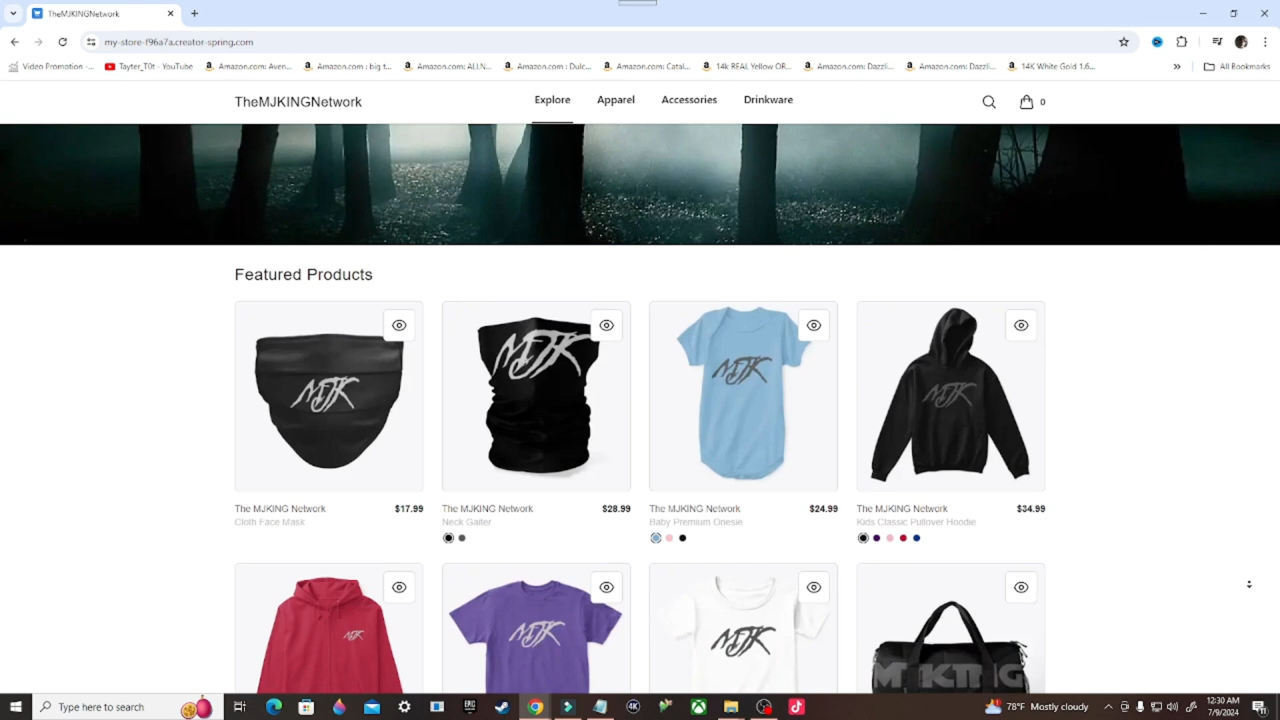 TheMJKINGNetwork
my-store-f96a7a.creator-spring.com
Video Promotion -...
Tayter_T0t - YouTube
Amazon.com: Aven...
Amazon.com : big t...
Amazon.com: ALLN...
Amazon.com : Dulc...
Amazon.com: Catal...
14k REAL Yellow OR...
Amazon.com: Dazzli...
Amazon.com: Dazzli...
14K White Gold 1.6...
»
All Bookmarks
TheMJKINGNetwork
Explore
Apparel
Accessories
Drinkware
0
Featured Products
MJK
MJK
MJK
MJK
The MJKING Network $17.99
Cloth Face Mask
The MJKING Network $28.99
Neck Gaiter
The MJKING Network $24.99
Baby Premium Onesie
The MJKING Network $34.99
Kids Classic Pullover Hoodie
MJK
MJK
MJK
MJKING
Type here to search
EPIC
4K
78°F Mostly cloudy
12:30 AM
7/9/2024